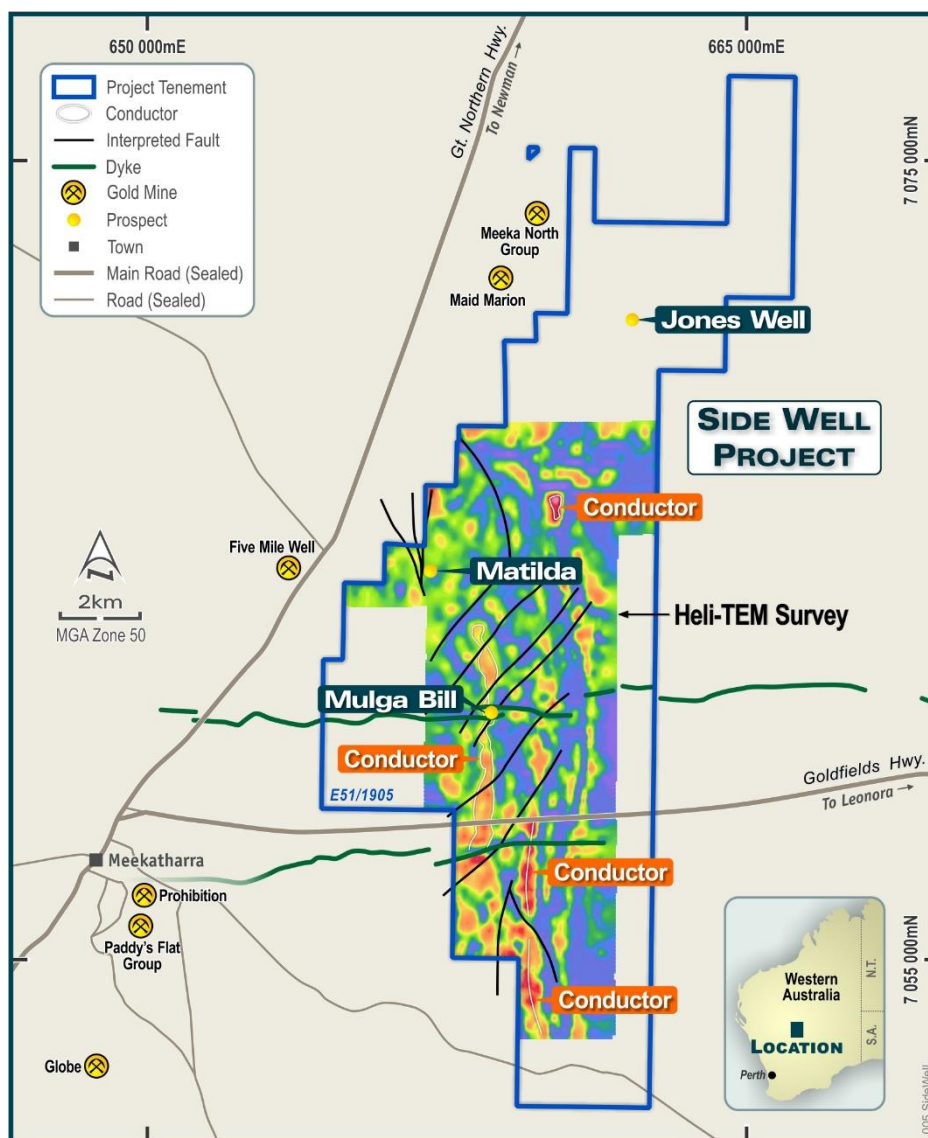 650 000mE
665 000mE
Gt. Northern Hwy.
To Newman →
7 075 000mN
Project Tenement
Conductor
Interpreted Fault
Dyke
Gold Mine
Prospect
Town
Main Road (Sealed)
Road (Sealed)
Meeka North
Group
Maid Marion
Jones Well
SIDE WELL
PROJECT
Conductor
Five Mile Well
Matilda
N
2km
MGA Zone 50
Heli-TEM Survey
Mulga Bill
Conductor
E51/1905
Goldfields Hwy.
To Leonora →
Meekatharra
Conductor
Prohibition
Paddy's Flat
Group
7 055 000mN
Conductor
Western
Australia
N.T.
S.A.
LOCATION
Perth
Globe
005 SideWell